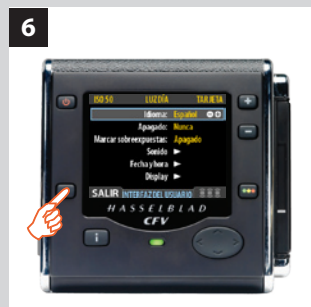 6
ISO 50 LUZ DÍA TARJETA
Idioma: Español
Apagado: Nunca
Marcar sobreexpuestas: Apagado
Sonido ►
Fecha y hora ►
Display ►
SALIR INTERFAZ DEL USUARIO
HASSELBLAD
CFV
i